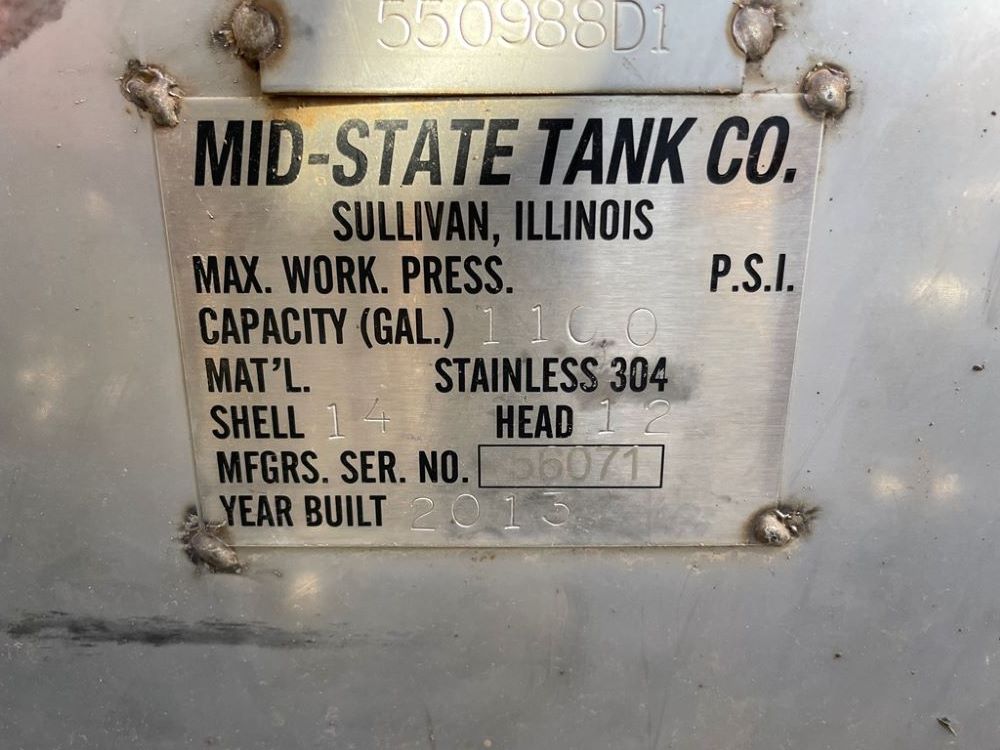 550988D1
MID-STATE TANK CO.
SULLIVAN, ILLINOIS
MAX. WORK. PRESS. P.S.I.
CAPACITY (GAL.) 1100
MAT'L. STAINLESS 304
SHELL 14 HEAD 12
MFGRS. SER. NO. 56071
YEAR BUILT 2013